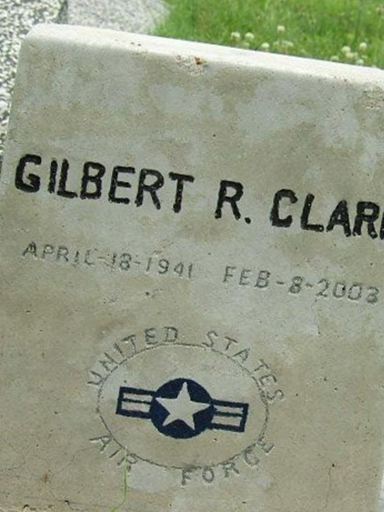 GILBERT R. CLAR
APRIL-18-1941 FEB-8-2003
UNITED STATES
AIR FORCE